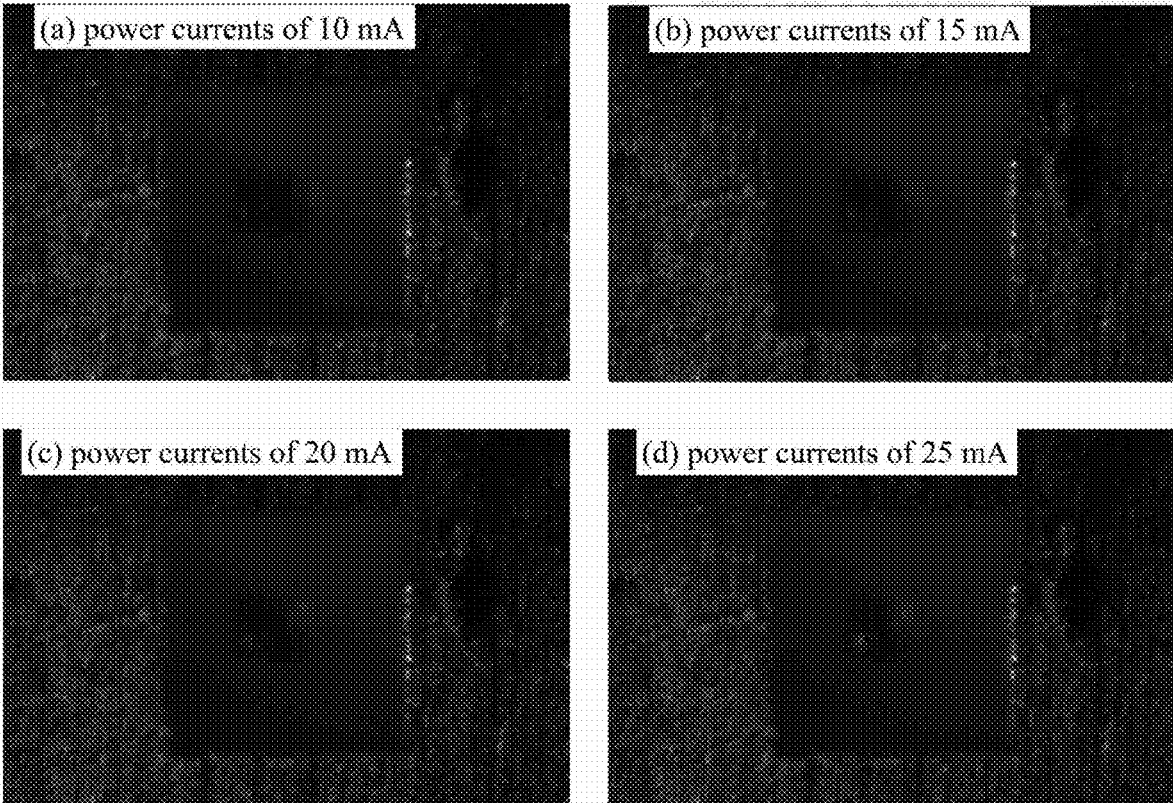 (a) power currents of 10 mA
(b) power currents of 15 mA
(c) power currents of 20 mA
(d) power currents of 25 mA